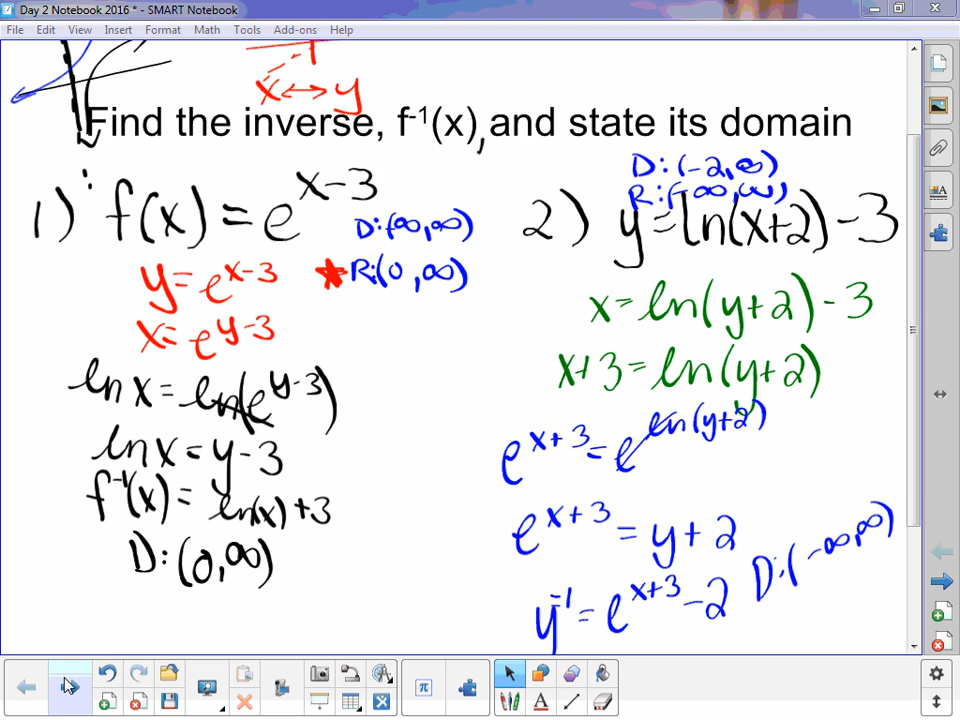 Day 2 Notebook 2016 * - SMART Notebook
File Edit View Insert Format Math Tools Add-ons Help
x ↔ y
Find the inverse, f⁻¹(x), and state its domain
1) f(x) = e^{x-3}
D: (∞, ∞)
R: (0, ∞)
y = e^{x-3}
x = e^{y-3}
ln x = ln(e^{y-3})
ln x = y - 3
f⁻¹(x) = ln(x) + 3
D: (0, ∞)
D: (-2, ∞)
R: (-∞, ∞)
2) y = ln(x+2) - 3
x = ln(y+2) - 3
x+3 = ln(y+2)
e^{x+3} = e^{ln(y+2)}
e^{x+3} = y + 2
y⁻¹ = e^{x+3} - 2 D: (-∞, ∞)